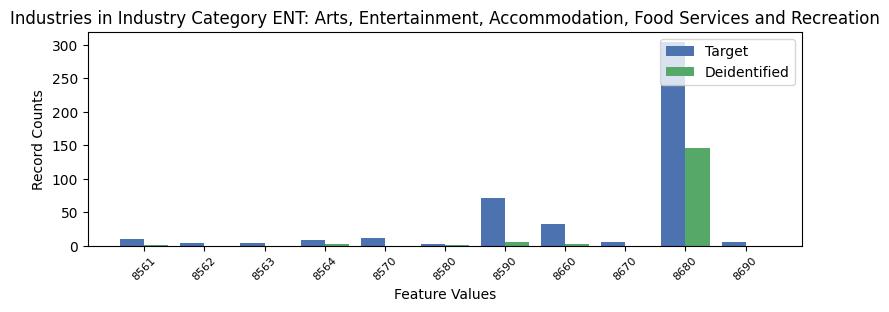 Industries in Industry Category ENT: Arts, Entertainment, Accommodation, Food Services and Recreation
300
250
200
150
100
50
0
Record Counts
Target
Deidentified
8561 8562 8563 8564 8570 8580 8590 8660 8670 8680 8690
Feature Values